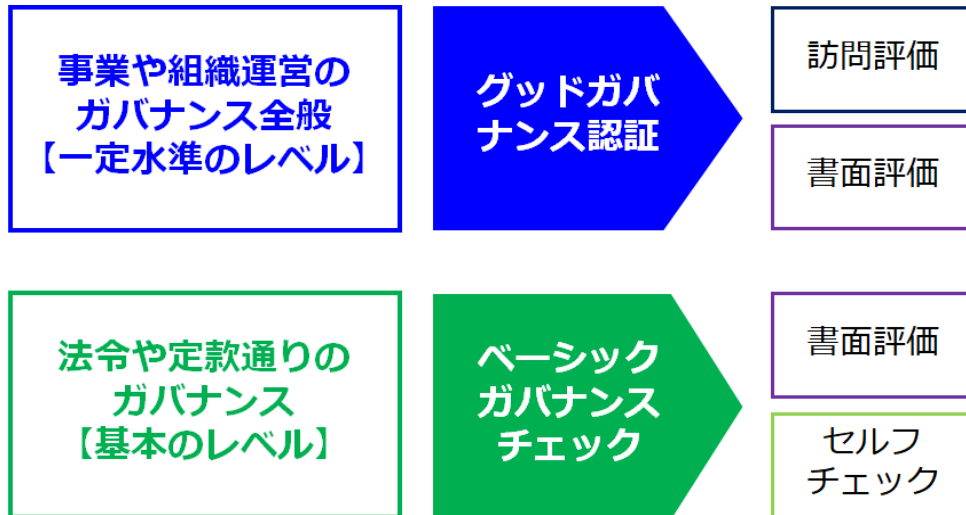 事業や組織運営の
ガバナンス全般
【一定水準のレベル】
グッドガバ
ナンス認証
訪問評価
書面評価
法令や定款通りの
ガバナンス
【基本のレベル】
ベーシック
ガバナンス
チェック
書面評価
セルフ
チェック